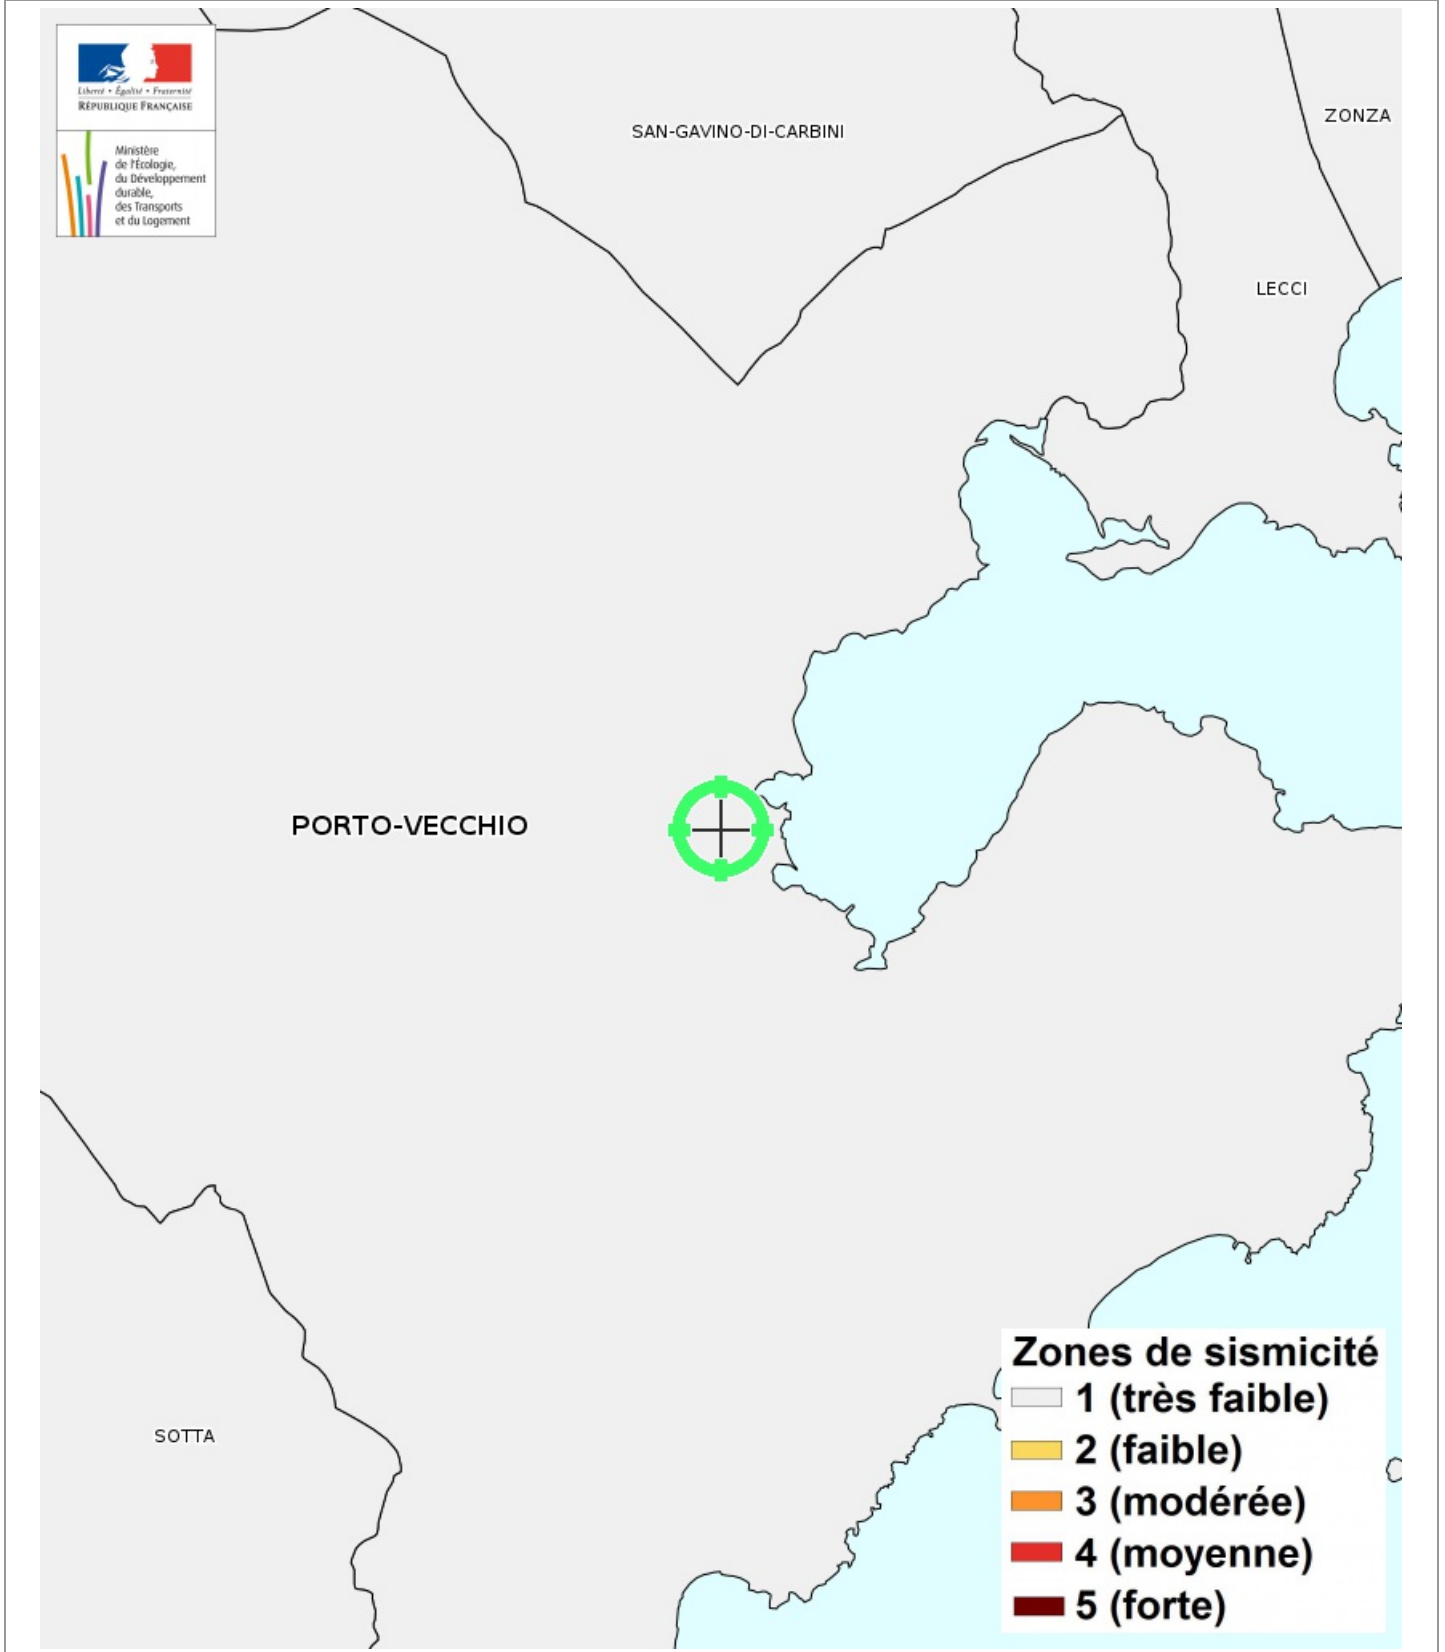 Liberté • Égalité • Fraternité
RÉPUBLIQUE FRANÇAISE
Ministère
de l'Écologie,
du Développement
durable,
des Transports
et du Logement
SAN-GAVINO-DI-CARBINI
ZONZA
LECCI
PORTO-VECCHIO
SOTTA
Zones de sismicité
1 (très faible)
2 (faible)
3 (modérée)
4 (moyenne)
5 (forte)